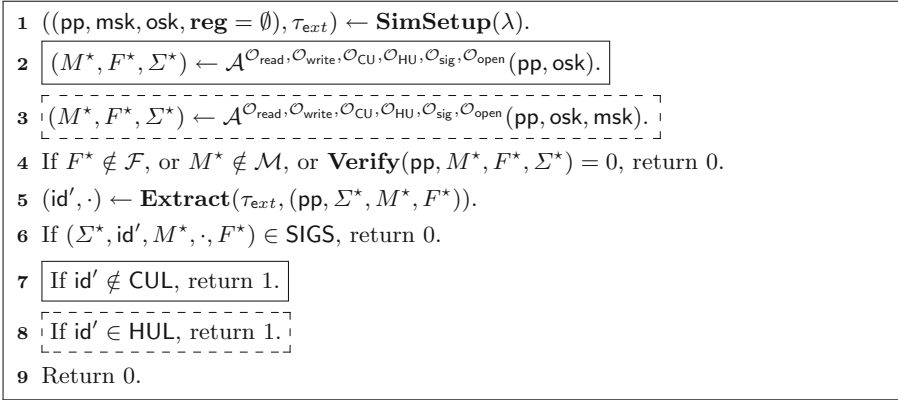 1 ((pp, msk, osk, reg = ∅), τ_ext) ← SimSetup(λ).
2 (M*, F*, Σ*) ← A^{O_read, O_write, O_CU, O_HU, O_sig, O_open}(pp, osk).
3 (M*, F*, Σ*) ← A^{O_read, O_write, O_CU, O_HU, O_sig, O_open}(pp, osk, msk).
4 If F* ∉ F, or M* ∉ M, or Verify(pp, M*, F*, Σ*) = 0, return 0.
5 (id′, ·) ← Extract(τ_ext, (pp, Σ*, M*, F*)).
6 If (Σ*, id′, M*, ·, F*) ∈ SIGS, return 0.
7 If id′ ∉ CUL, return 1.
8 If id′ ∈ HUL, return 1.
9 Return 0.